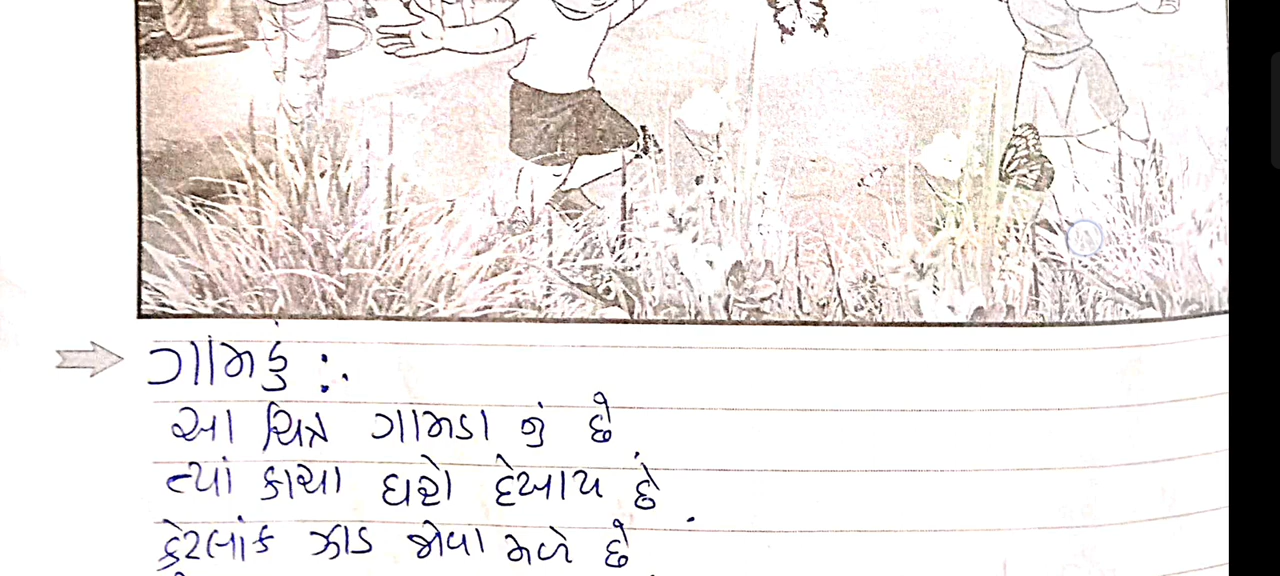 ગામડું :.
આ ચિત્ર ગામડા નું છે
ત્યાં કાચા ઘરો દેખાય છે.
કેટલાંક ઝાડ જોવા મળે છે